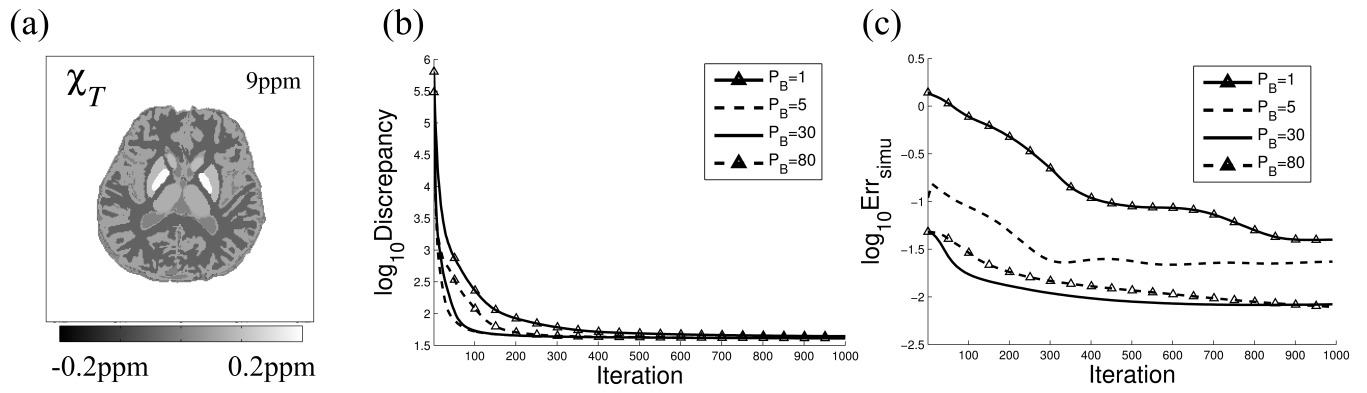 (a)
χT
9ppm
-0.2ppm
0.2ppm
(b)
log10Discrepancy
6
5.5
5
4.5
4
3.5
3
2.5
2
1.5
100
200
300
400
500
600
700
800
900
1000
Iteration
PB=1
PB=5
PB=30
PB=80
(c)
log10Errsimu
0.5
0
−0.5
−1
−1.5
−2
−2.5
100
200
300
400
500
600
700
800
900
1000
Iteration
PB=1
PB=5
PB=30
PB=80